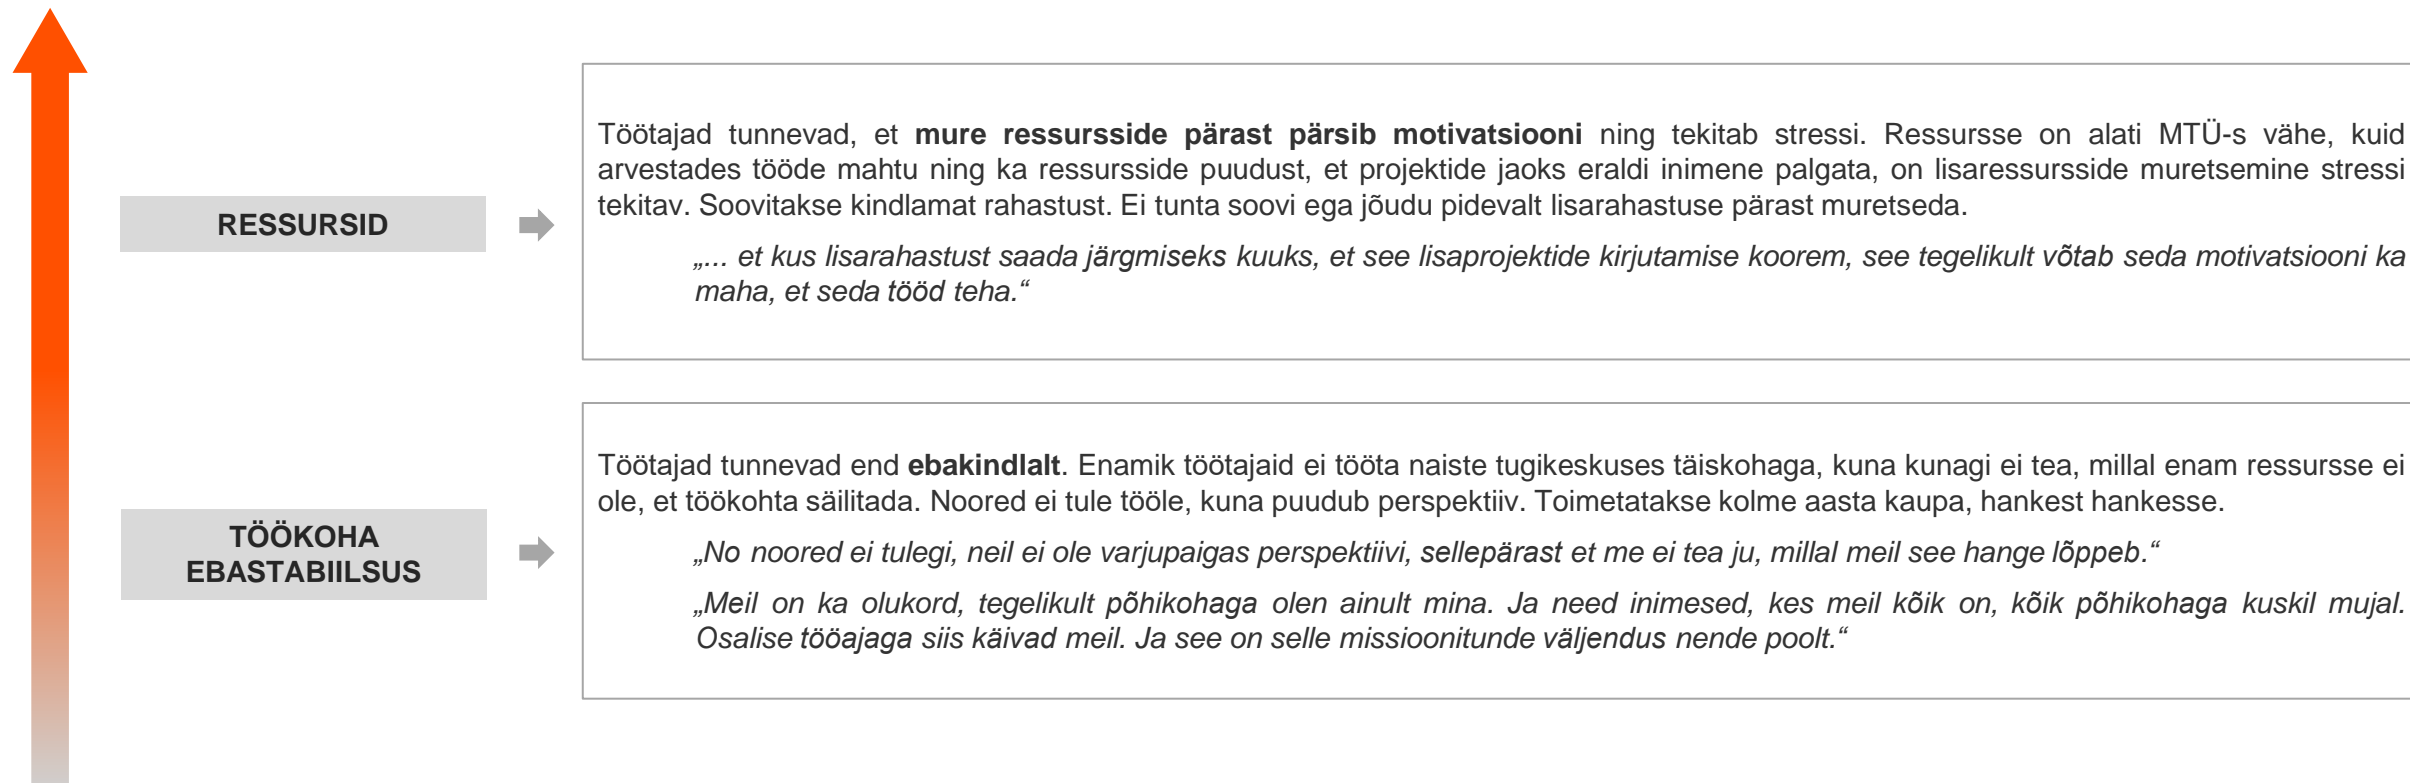 Töötajad tunnevad, et mure ressursside pärast pärsib motivatsiooni ning tekitab stressi. Ressursse on alati MTÜ-s vähe, kuid
arvestades tööde mahtu ning ka ressursside puudust, et projektide jaoks eraldi inimene palgata, on lisaressursside muretsemine stressi
tekitav. Soovitakse kindlamat rahastust. Ei tunta soovi ega jõudu pidevalt lisarahastuse pärast muretseda.
RESSURSID
„... et kus lisarahastust saada järgmiseks kuuks, et see lisaprojektide kirjutamise koorem, see tegelikult võtab seda motivatsiooni ka
maha, et seda tööd teha.“
Töötajad tunnevad end ebakindlalt. Enamik töötajaid ei tööta naiste tugikeskuses täiskohaga, kuna kunagi ei tea, millal enam ressursse ei
ole, et töökohta säilitada. Noored ei tule tööle, kuna puudub perspektiiv. Toimetatakse kolme aasta kaupa, hankest hankesse.
TÖÖKOHA
EBASTABIILSUS
„No noored ei tulegi, neil ei ole varjupaigas perspektiivi, sellepärast et me ei tea ju, millal meil see hange lõppeb.“
„Meil on ka olukord, tegelikult põhikohaga olen ainult mina. Ja need inimesed, kes meil kõik on, kõik põhikohaga kuskil mujal.
Osalise tööajaga siis käivad meil. Ja see on selle missioonitunde väljendus nende poolt.“